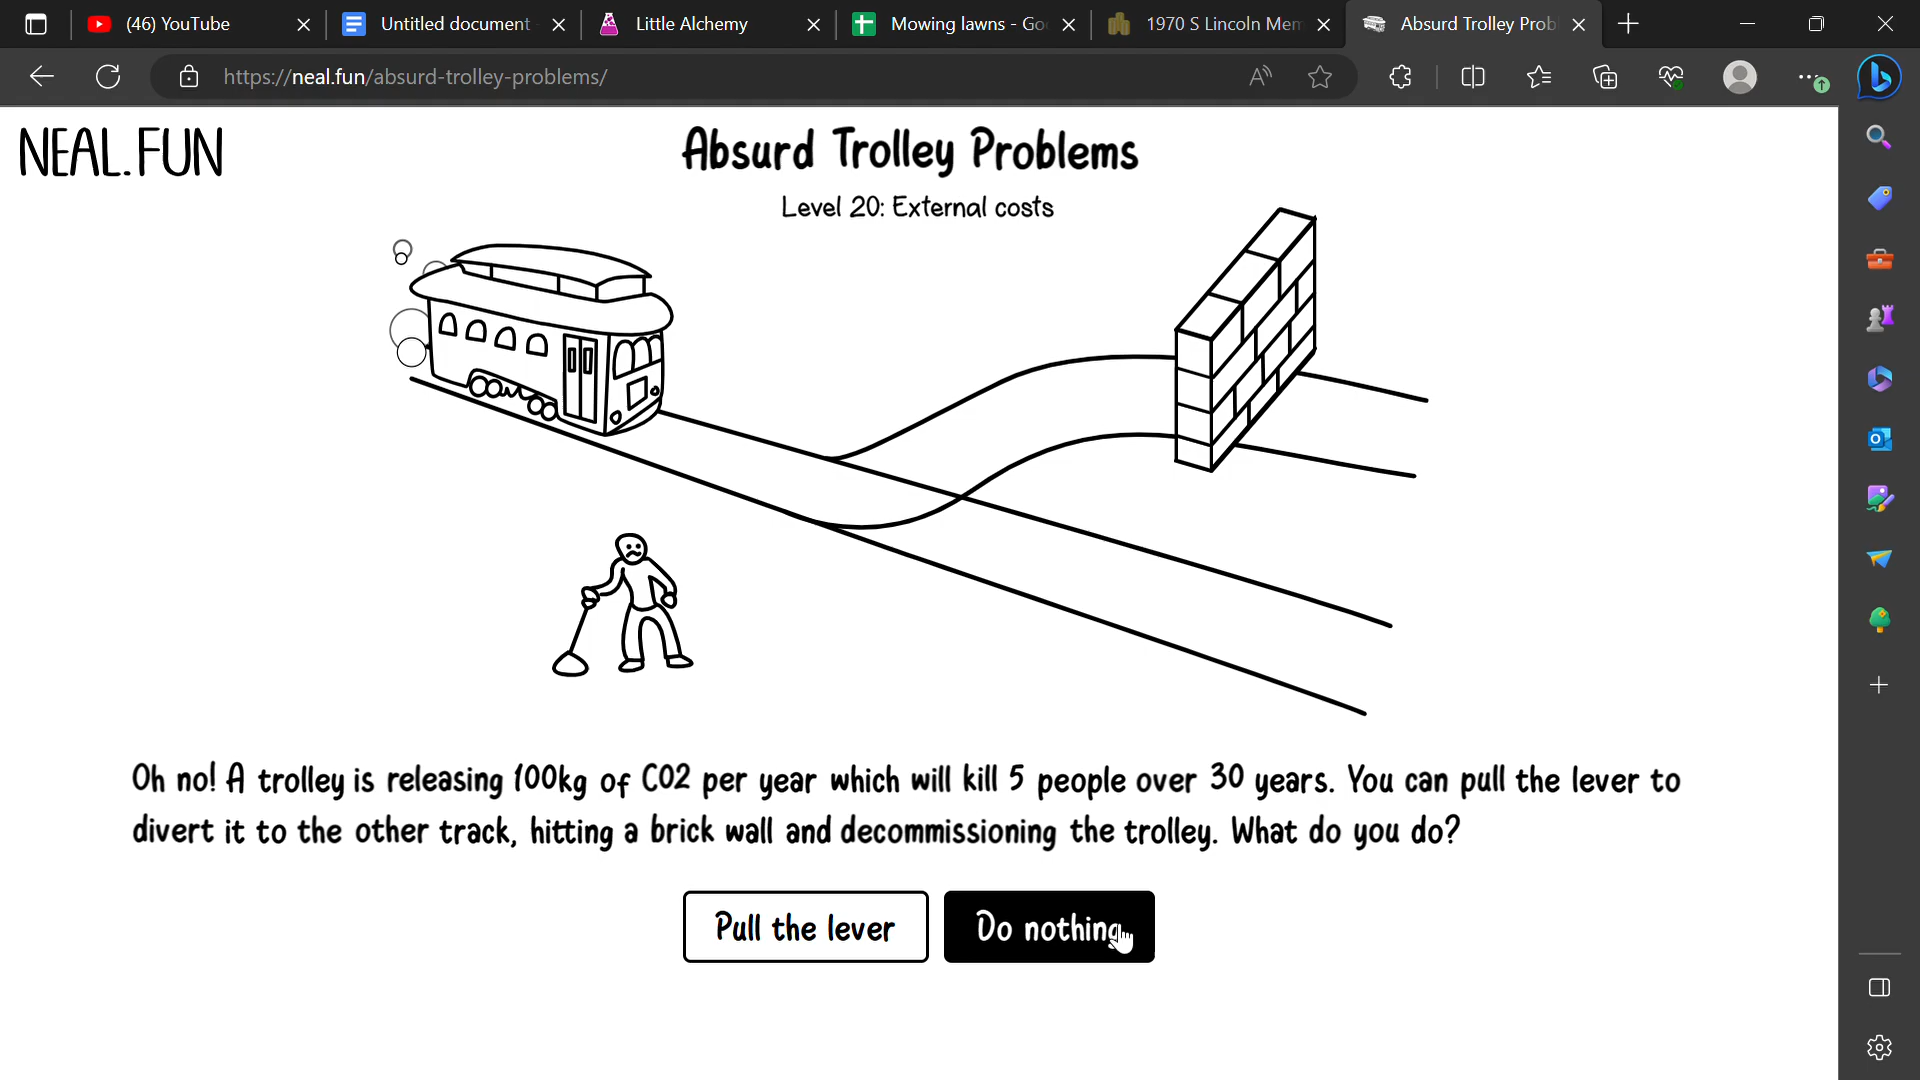 (46) YouTube
Untitled document
Little Alchemy
Mowing lawns - Go
1970 S Lincoln Mem
Absurd Trolley Prob
https://neal.fun/absurd-trolley-problems/
NEAL.FUN
Absurd Trolley Problems
Level 20: External costs
Oh no! A trolley is releasing 100kg of CO2 per year which will kill 5 people over 30 years. You can pull the lever to
divert it to the other track, hitting a brick wall and decommissioning the trolley. What do you do?
Pull the lever
Do nothing